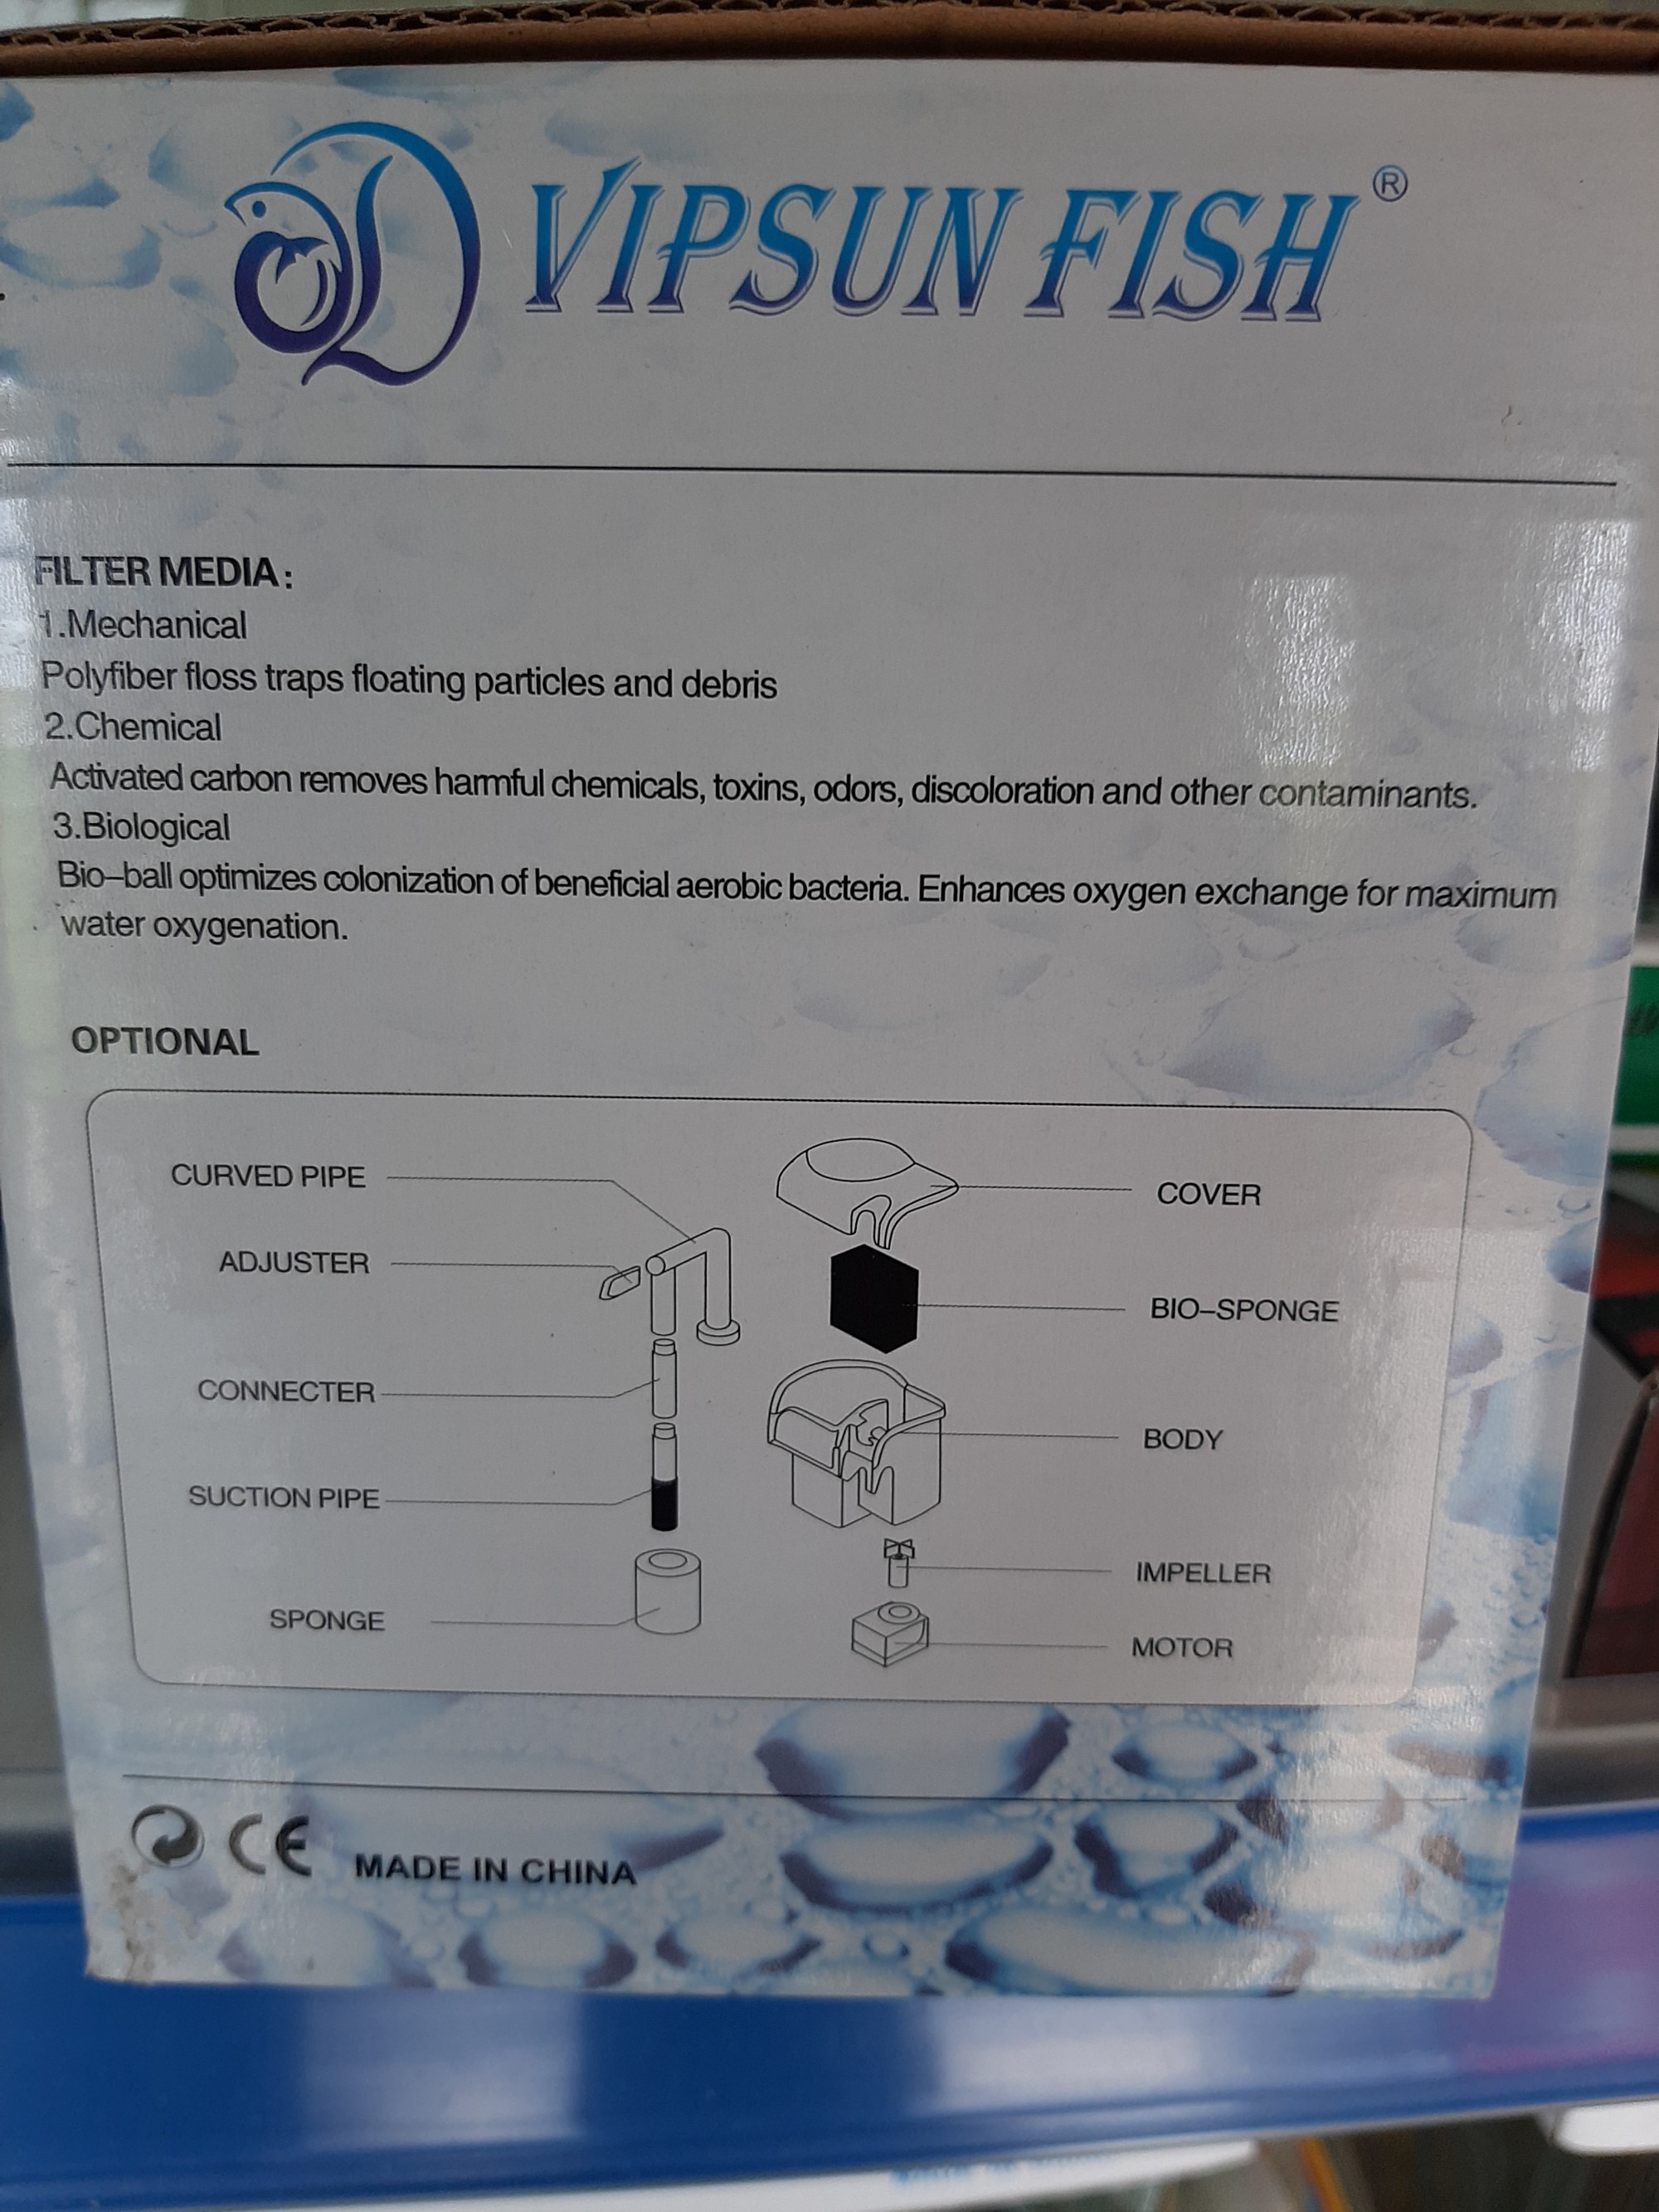 VIPSUN FISH®
FILTER MEDIA:
1.Mechanical
Polyfiber floss traps floating particles and debris
2.Chemical
Activated carbon removes harmful chemicals, toxins, odors, discoloration and other contaminants.
3.Biological
Bio–ball optimizes colonization of beneficial aerobic bacteria. Enhances oxygen exchange for maximum
water oxygenation.
OPTIONAL
CURVED PIPE
ADJUSTER
CONNECTER
SUCTION PIPE
SPONGE
COVER
BIO–SPONGE
BODY
IMPELLER
MOTOR
CE MADE IN CHINA